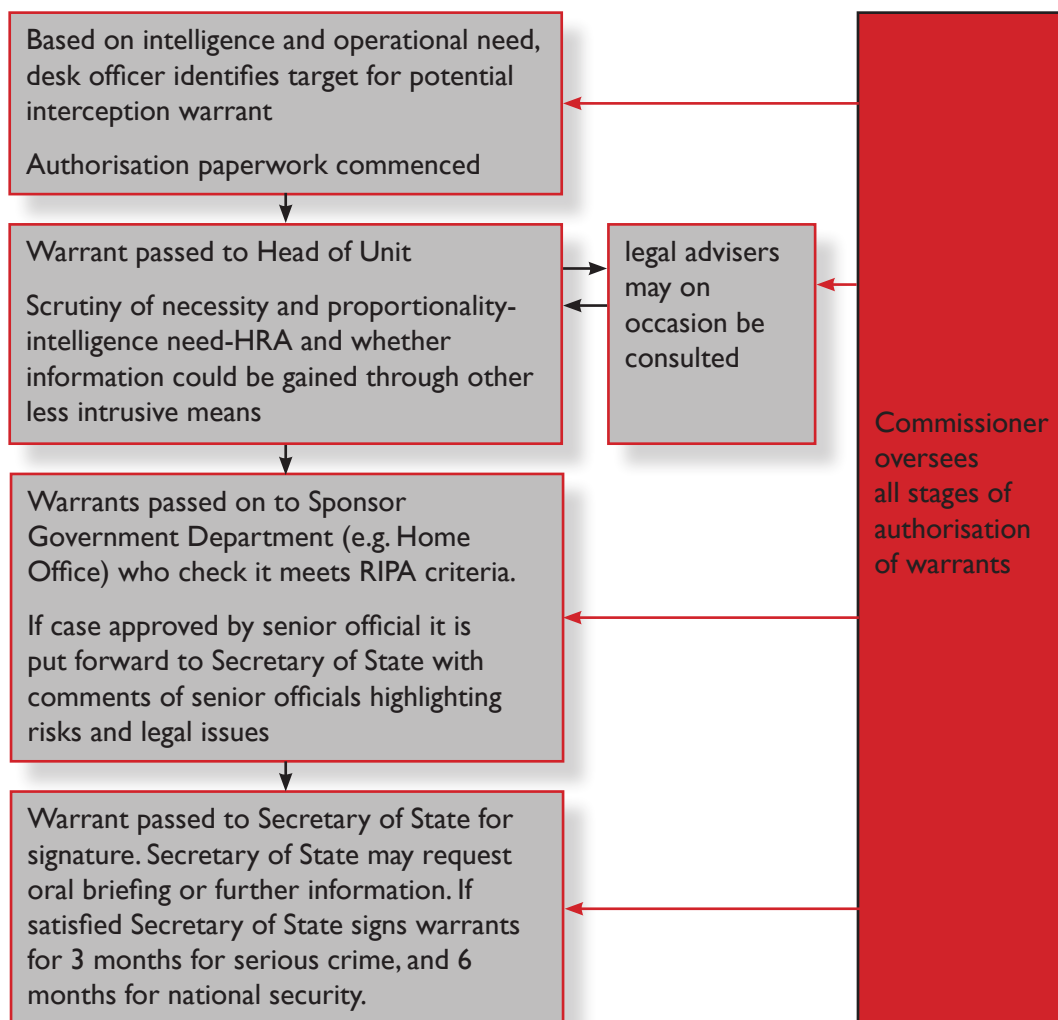 Based on intelligence and operational need,
desk officer identifies target for potential
interception warrant
Authorisation paperwork commenced
Warrant passed to Head of Unit
Scrutiny of necessity and proportionality-
intelligence need-HRA and whether
information could be gained through other
less intrusive means
legal advisers
may on
occasion be
consulted
Warrants passed on to Sponsor
Government Department (e.g. Home
Office) who check it meets RIPA criteria.
If case approved by senior official it is
put forward to Secretary of State with
comments of senior officials highlighting
risks and legal issues
Warrant passed to Secretary of State for
signature. Secretary of State may request
oral briefing or further information. If
satisfied Secretary of State signs warrants
for 3 months for serious crime, and 6
months for national security.
Commissioner
oversees
all stages of
authorisation
of warrants